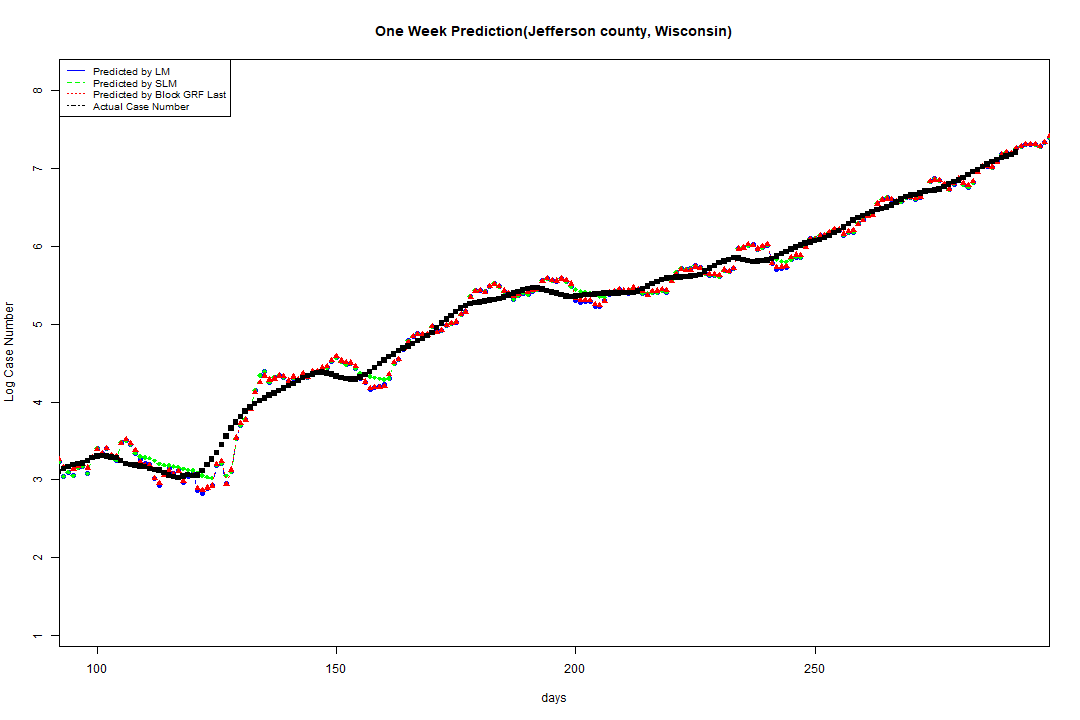 One Week Prediction(Jefferson county, Wisconsin)
Predicted by LM
Predicted by SLM
Predicted by Block GRF Last
Actual Case Number
8
7
6
5
4
3
2
1
Log Case Number
100 150 200 250
days